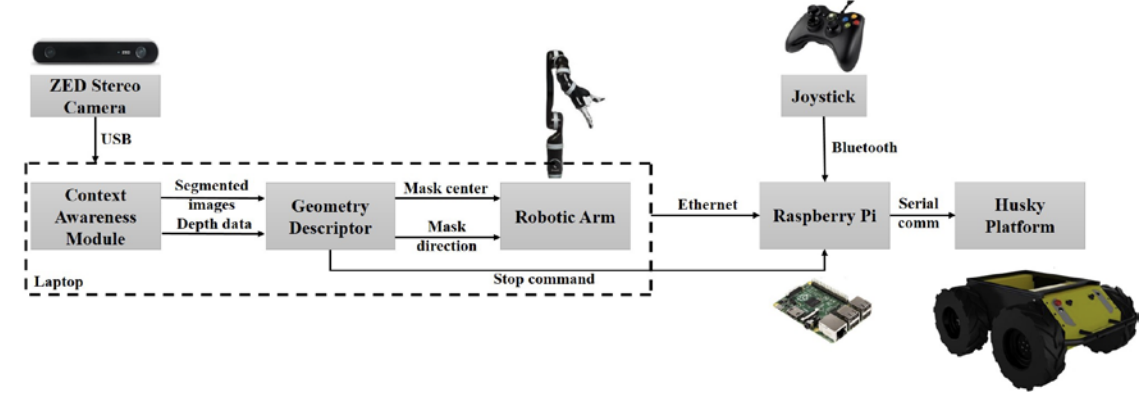 ZED Stereo
Camera
USB
Joystick
Bluetooth
Context
Awareness
Module
Segmented
images
Depth data
Geometry
Descriptor
Mask center
Mask
direction
Robotic Arm
Ethernet
Raspberry Pi
Serial
comm
Husky
Platform
Stop command
Laptop